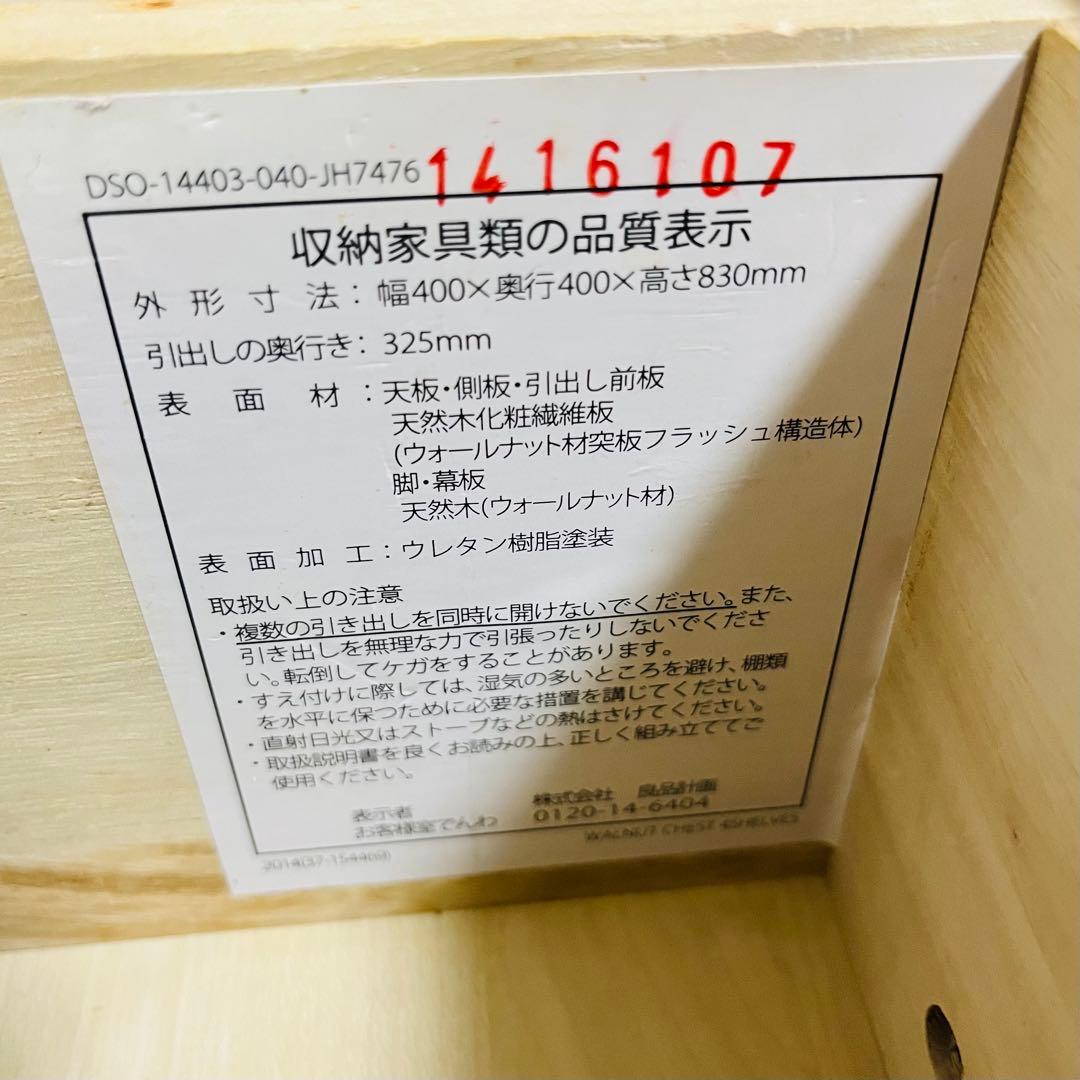 DSO-14403-040-JH7476 1416107
収納家具類の品質表示
外形寸法：幅400×奥行400×高さ830mm
引出しの奥行き：325mm
表面材：天板・側板・引出し前板
天然木化粧繊維板
(ウォールナット材突板フラッシュ構造体)
脚・幕板
天然木(ウォールナット材)
表面加工：ウレタン樹脂塗装
取扱い上の注意
・複数の引き出しを同時に開けないでください。また、
引き出しを無理な力で引張ったりしないでくださ
い。転倒してケガをすることがあります。
・すえ付けに際しては、湿気の多いところを避け、棚類
を水平に保つために必要な措置を講じてください。
・直射日光又はストーブなどの熱はさけてください。
・取扱説明書を良くお読みの上、正しく組み立ててご
使用ください。
表示者 株式会社 良品計画
お客様室でんわ 0120-14-6404
WALNUT CHEST